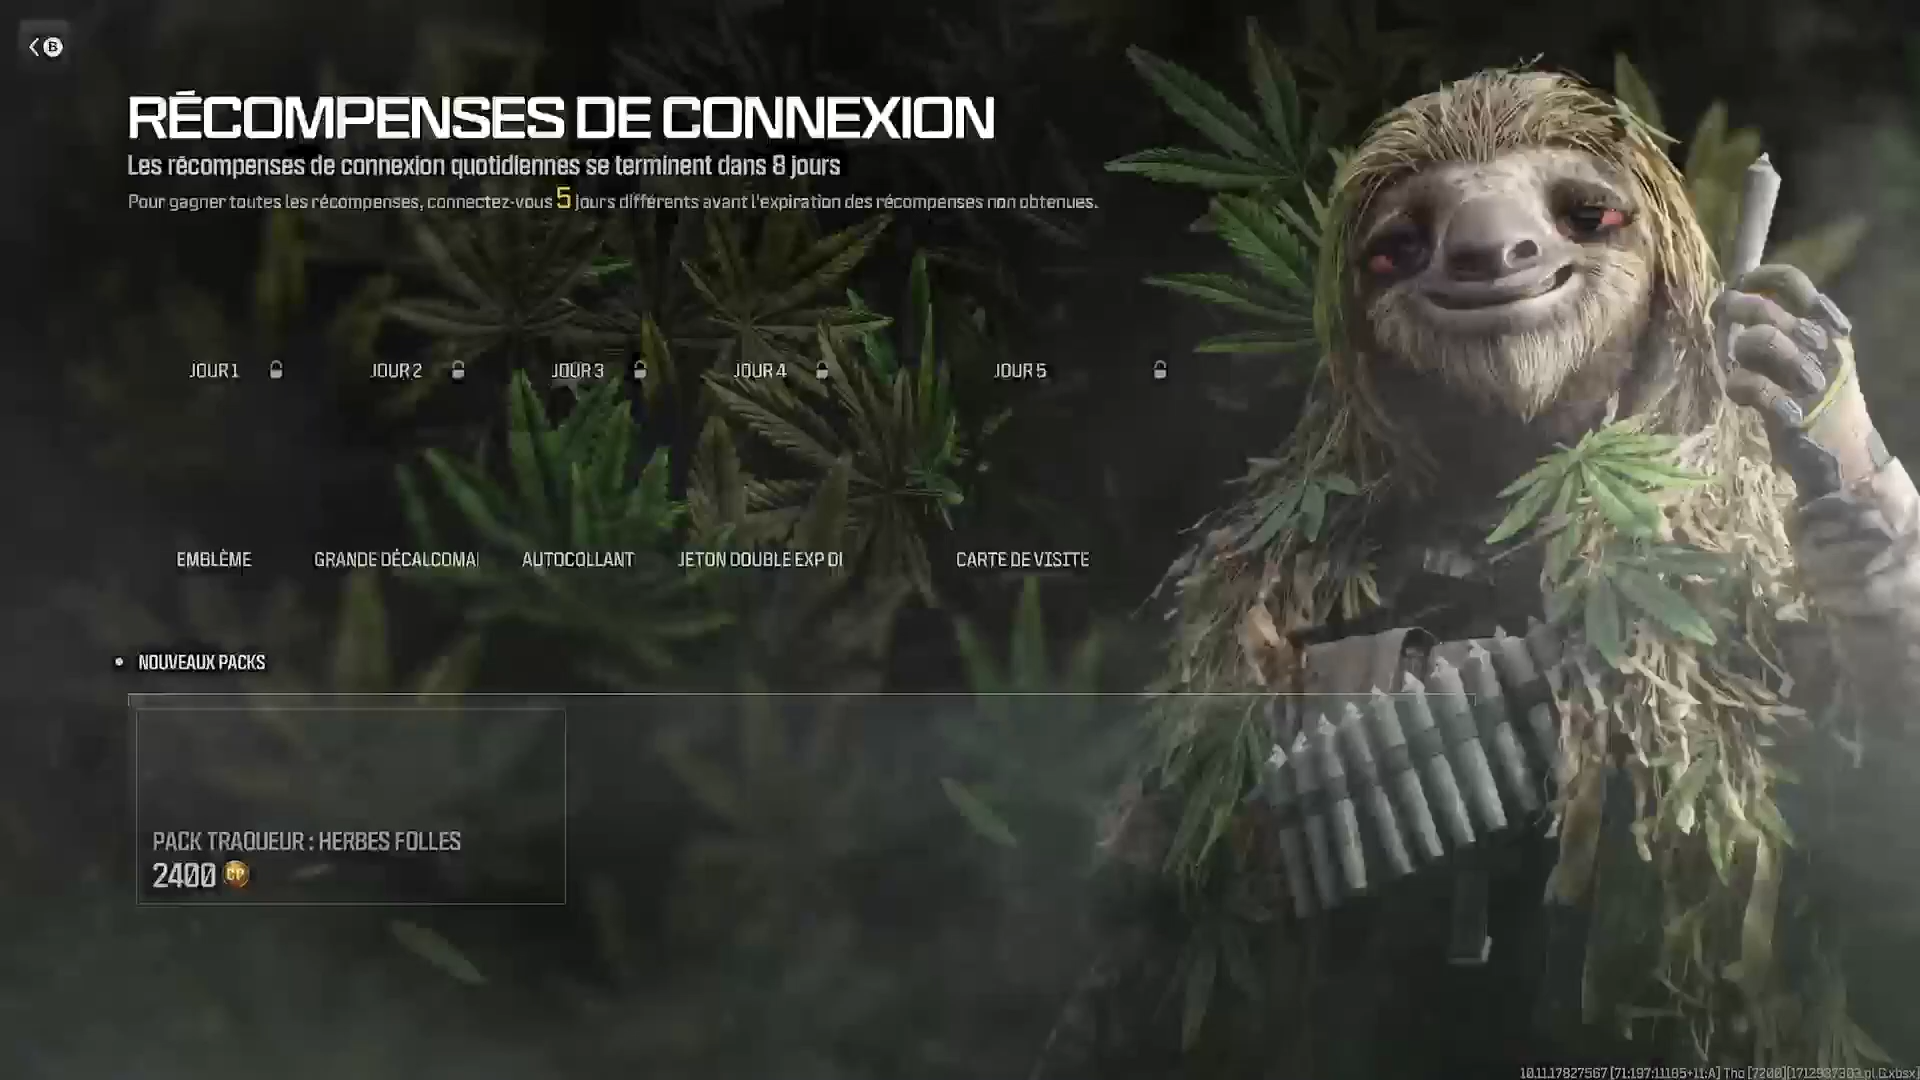 B
RÉCOMPENSES DE CONNEXION
Les récompenses de connexion quotidiennes se terminent dans 8 jours
Pour gagner toutes les récompenses, connectez-vous 5 jours différents avant l'expiration des récompenses non obtenues.
JOUR 1 JOUR 2 JOUR 3 JOUR 4 JOUR 5
EMBLÈME GRANDE DÉCALCOMAI AUTOCOLLANT JETON DOUBLE EXP DI CARTE DE VISITE
• NOUVEAUX PACKS
PACK TRAQUEUR : HERBES FOLLES
2400 CP